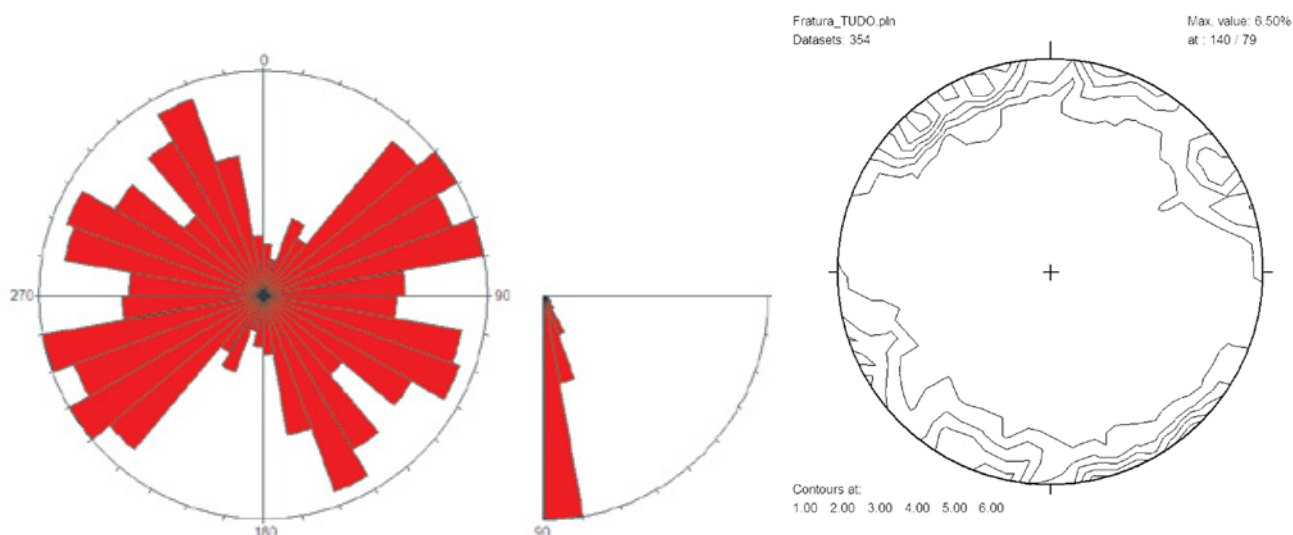 0
90
180
270
90
Fratura_TUDO.pln
Datasets: 354
Max. value: 6.50%
at : 140 / 79
Contours at:
1.00 2.00 3.00 4.00 5.00 6.00